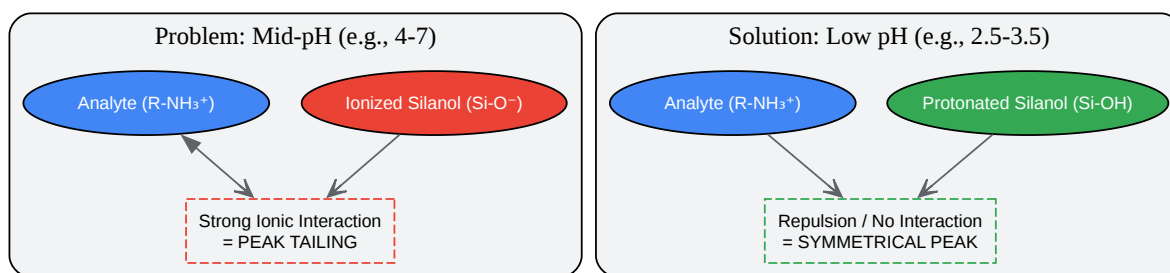 Problem: Mid-pH (e.g., 4-7)
Analyte (R-NH₃⁺)
Ionized Silanol (Si-O⁻)
Strong Ionic Interaction
= PEAK TAILING
Solution: Low pH (e.g., 2.5-3.5)
Analyte (R-NH₃⁺)
Protonated Silanol (Si-OH)
Repulsion / No Interaction
= SYMMETRICAL PEAK